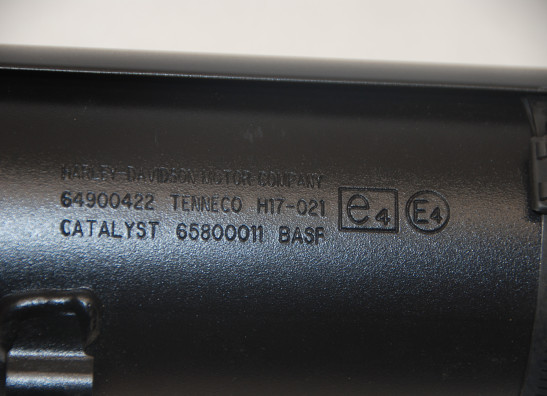 HARLEY-DAVIDSON MOTOR COMPANY
64900422 TENNECO H17-021 e4 E4
CATALYST 65800011 BASF